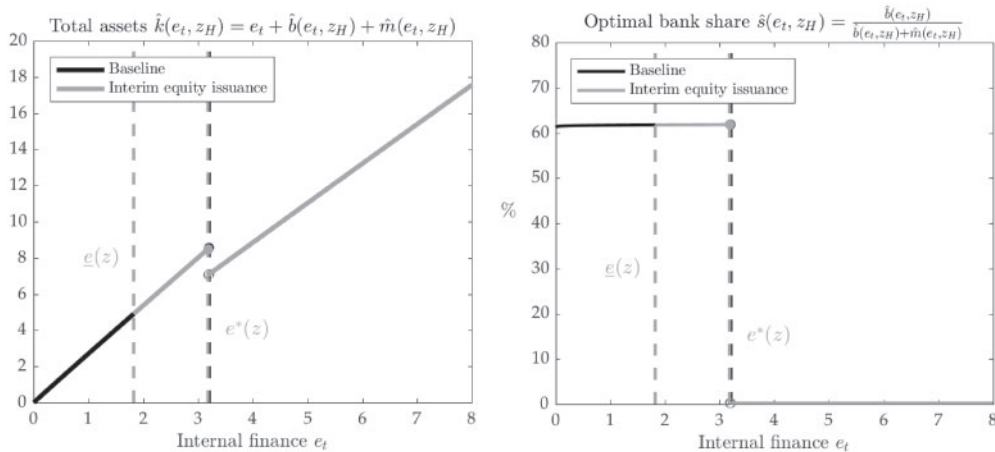 Total assets k̂(e_t, z_H) = e_t + b̂(e_t, z_H) + m̂(e_t, z_H)
20
18
16
14
12
10
8
6
4
2
0
Baseline
Interim equity issuance
e̲(z)
e*(z)
0 1 2 3 4 5 6 7 8
Internal finance e_t
Optimal bank share ŝ(e_t, z_H) = b̂(e_t,z_H) / b̂(e_t,z_H)+m̂(e_t,z_H)
80
70
60
50
40
30
20
10
0
%
Baseline
Interim equity issuance
e̲(z)
e*(z)
0 1 2 3 4 5 6 7 8
Internal finance e_t